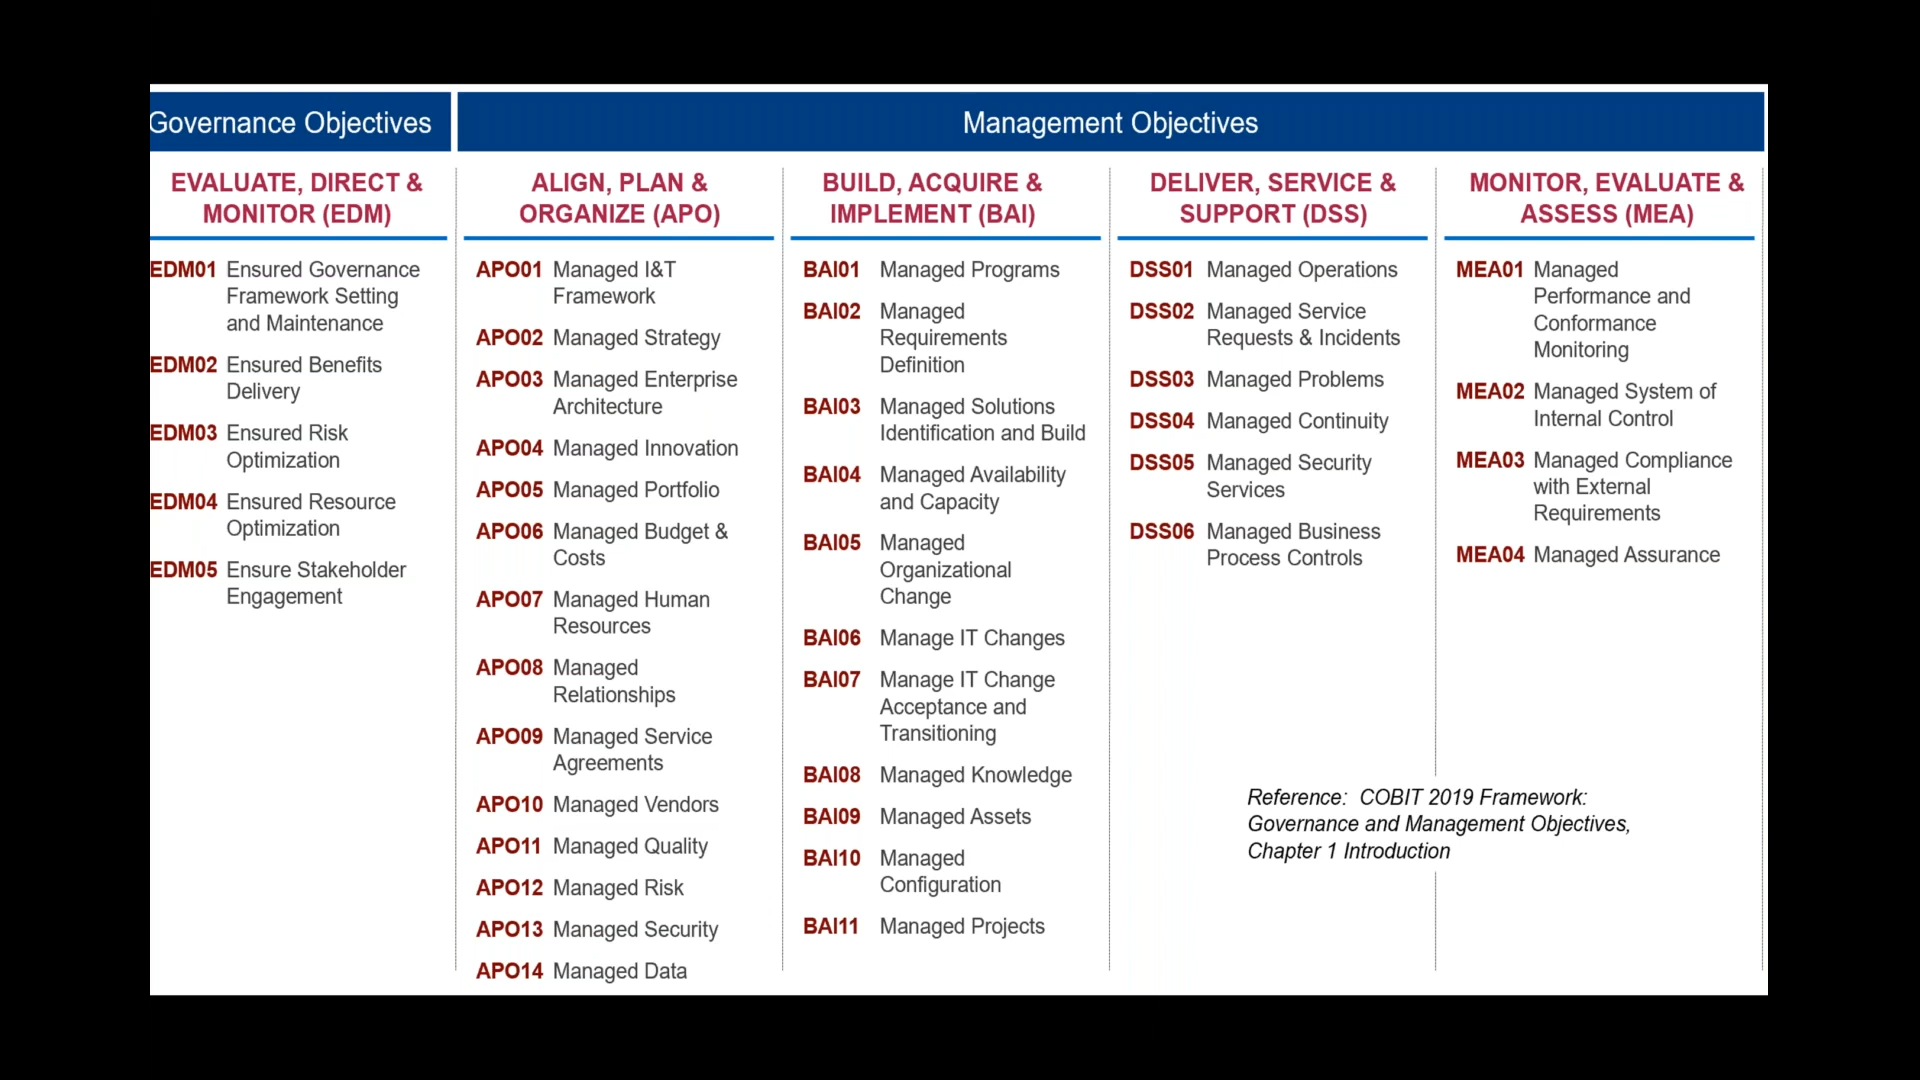 Governance Objectives
Management Objectives
EVALUATE, DIRECT &
MONITOR (EDM)
EDM01 Ensured Governance
Framework Setting
and Maintenance
EDM02 Ensured Benefits
Delivery
EDM03 Ensured Risk
Optimization
EDM04 Ensured Resource
Optimization
EDM05 Ensure Stakeholder
Engagement
ALIGN, PLAN &
ORGANIZE (APO)
APO01 Managed I&T
Framework
APO02 Managed Strategy
APO03 Managed Enterprise
Architecture
APO04 Managed Innovation
APO05 Managed Portfolio
APO06 Managed Budget &
Costs
APO07 Managed Human
Resources
APO08 Managed
Relationships
APO09 Managed Service
Agreements
APO10 Managed Vendors
APO11 Managed Quality
APO12 Managed Risk
APO13 Managed Security
APO14 Managed Data
BUILD, ACQUIRE &
IMPLEMENT (BAI)
BAI01 Managed Programs
BAI02 Managed
Requirements
Definition
BAI03 Managed Solutions
Identification and Build
BAI04 Managed Availability
and Capacity
BAI05 Managed
Organizational
Change
BAI06 Manage IT Changes
BAI07 Manage IT Change
Acceptance and
Transitioning
BAI08 Managed Knowledge
BAI09 Managed Assets
BAI10 Managed
Configuration
BAI11 Managed Projects
DELIVER, SERVICE &
SUPPORT (DSS)
DSS01 Managed Operations
DSS02 Managed Service
Requests & Incidents
DSS03 Managed Problems
DSS04 Managed Continuity
DSS05 Managed Security
Services
DSS06 Managed Business
Process Controls
MONITOR, EVALUATE &
ASSESS (MEA)
MEA01 Managed
Performance and
Conformance
Monitoring
MEA02 Managed System of
Internal Control
MEA03 Managed Compliance
with External
Requirements
MEA04 Managed Assurance
Reference: COBIT 2019 Framework:
Governance and Management Objectives,
Chapter 1 Introduction